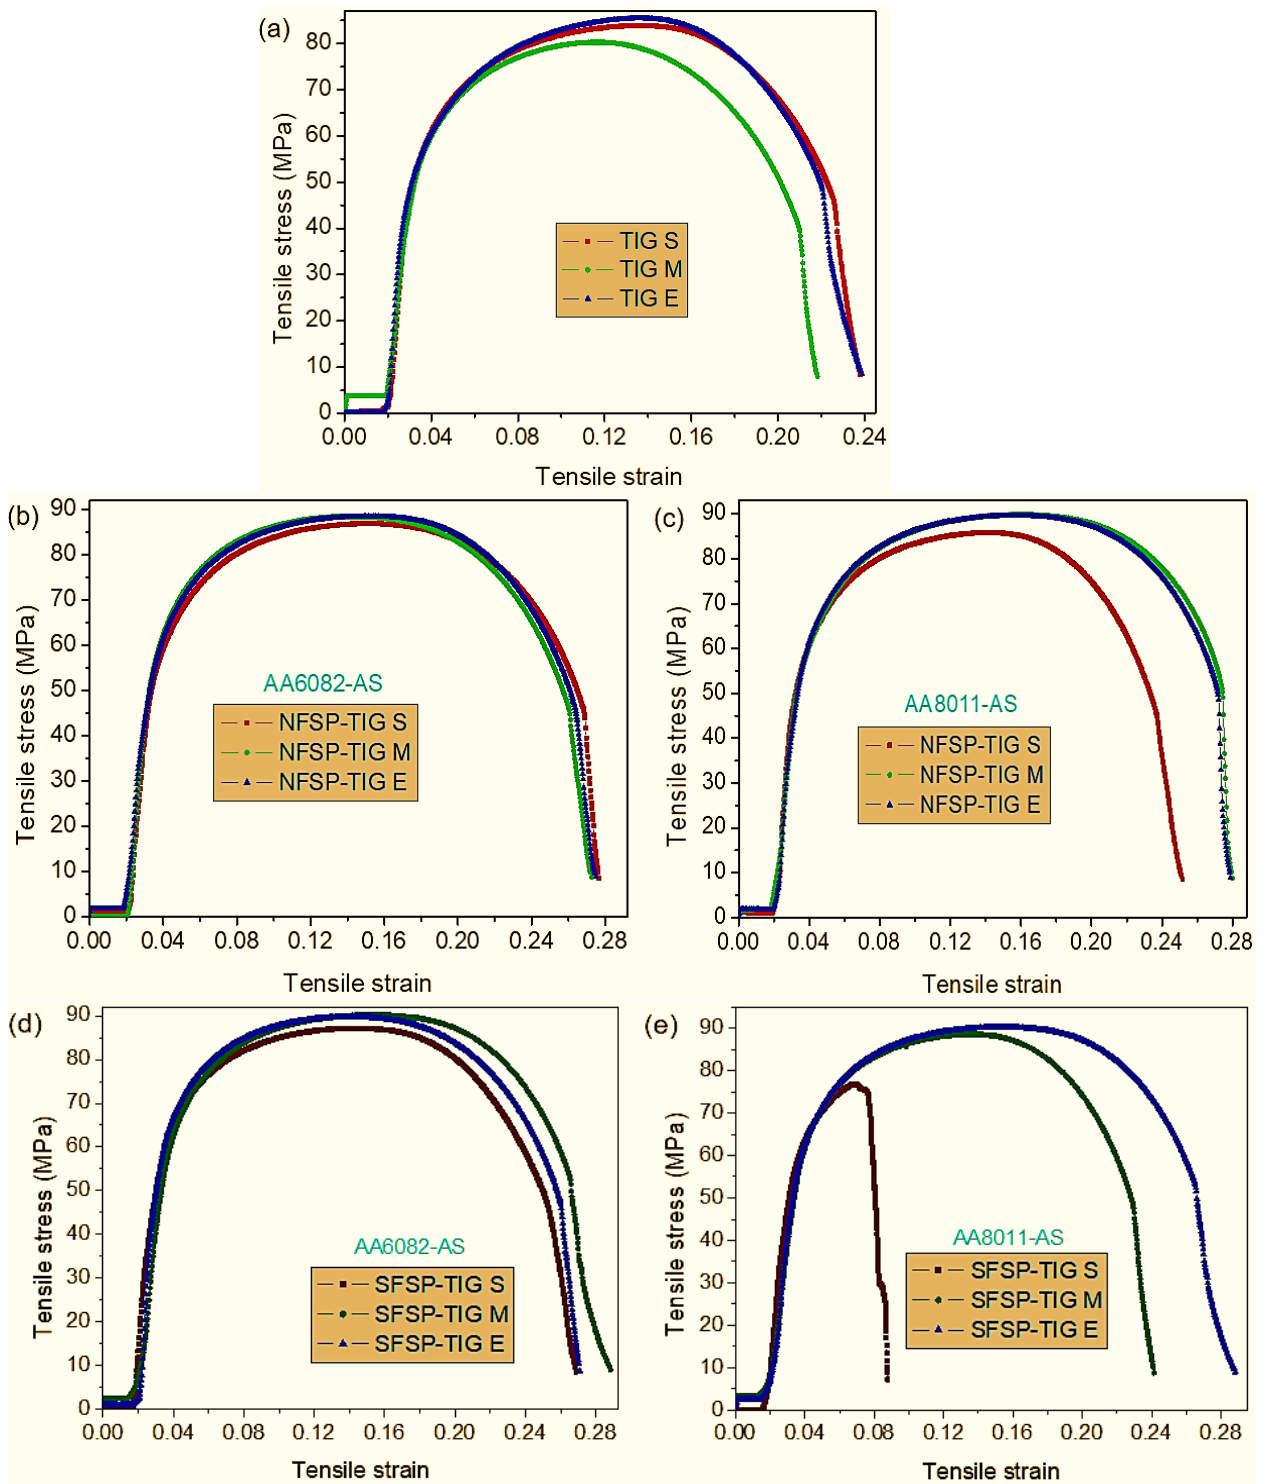 (a)
Tensile stress (MPa)
80
70
60
50
40
30
20
10
0
0.00 0.04 0.08 0.12 0.16 0.20 0.24
Tensile strain
TIG S
TIG M
TIG E
(b)
Tensile stress (MPa)
90
80
70
60
50
40
30
20
10
0
0.00 0.04 0.08 0.12 0.16 0.20 0.24 0.28
Tensile strain
AA6082-AS
NFSP-TIG S
NFSP-TIG M
NFSP-TIG E
(c)
Tensile stress (MPa)
90
80
70
60
50
40
30
20
10
0
0.00 0.04 0.08 0.12 0.16 0.20 0.24 0.28
Tensile strain
AA8011-AS
NFSP-TIG S
NFSP-TIG M
NFSP-TIG E
(d)
Tensile stress (MPa)
90
80
70
60
50
40
30
20
10
0
0.00 0.04 0.08 0.12 0.16 0.20 0.24 0.28
Tensile strain
AA6082-AS
SFSP-TIG S
SFSP-TIG M
SFSP-TIG E
(e)
Tensile stress (MPa)
90
80
70
60
50
40
30
20
10
0
0.00 0.04 0.08 0.12 0.16 0.20 0.24 0.28
Tensile strain
AA8011-AS
SFSP-TIG S
SFSP-TIG M
SFSP-TIG E